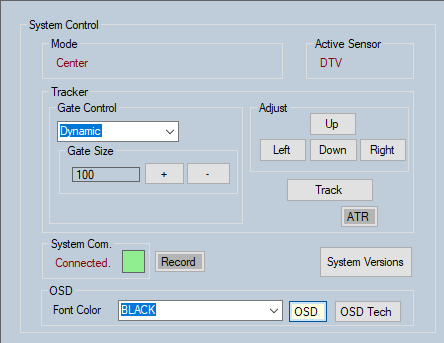 System Control
Mode
Center
Active Sensor
DTV
Tracker
Gate Control
Dynamic
Gate Size
100
+
-
Adjust
Up
Left
Down
Right
Track
ATR
System Com.
Connected.
Record
System Versions
OSD
Font Color
BLACK
OSD
OSD Tech